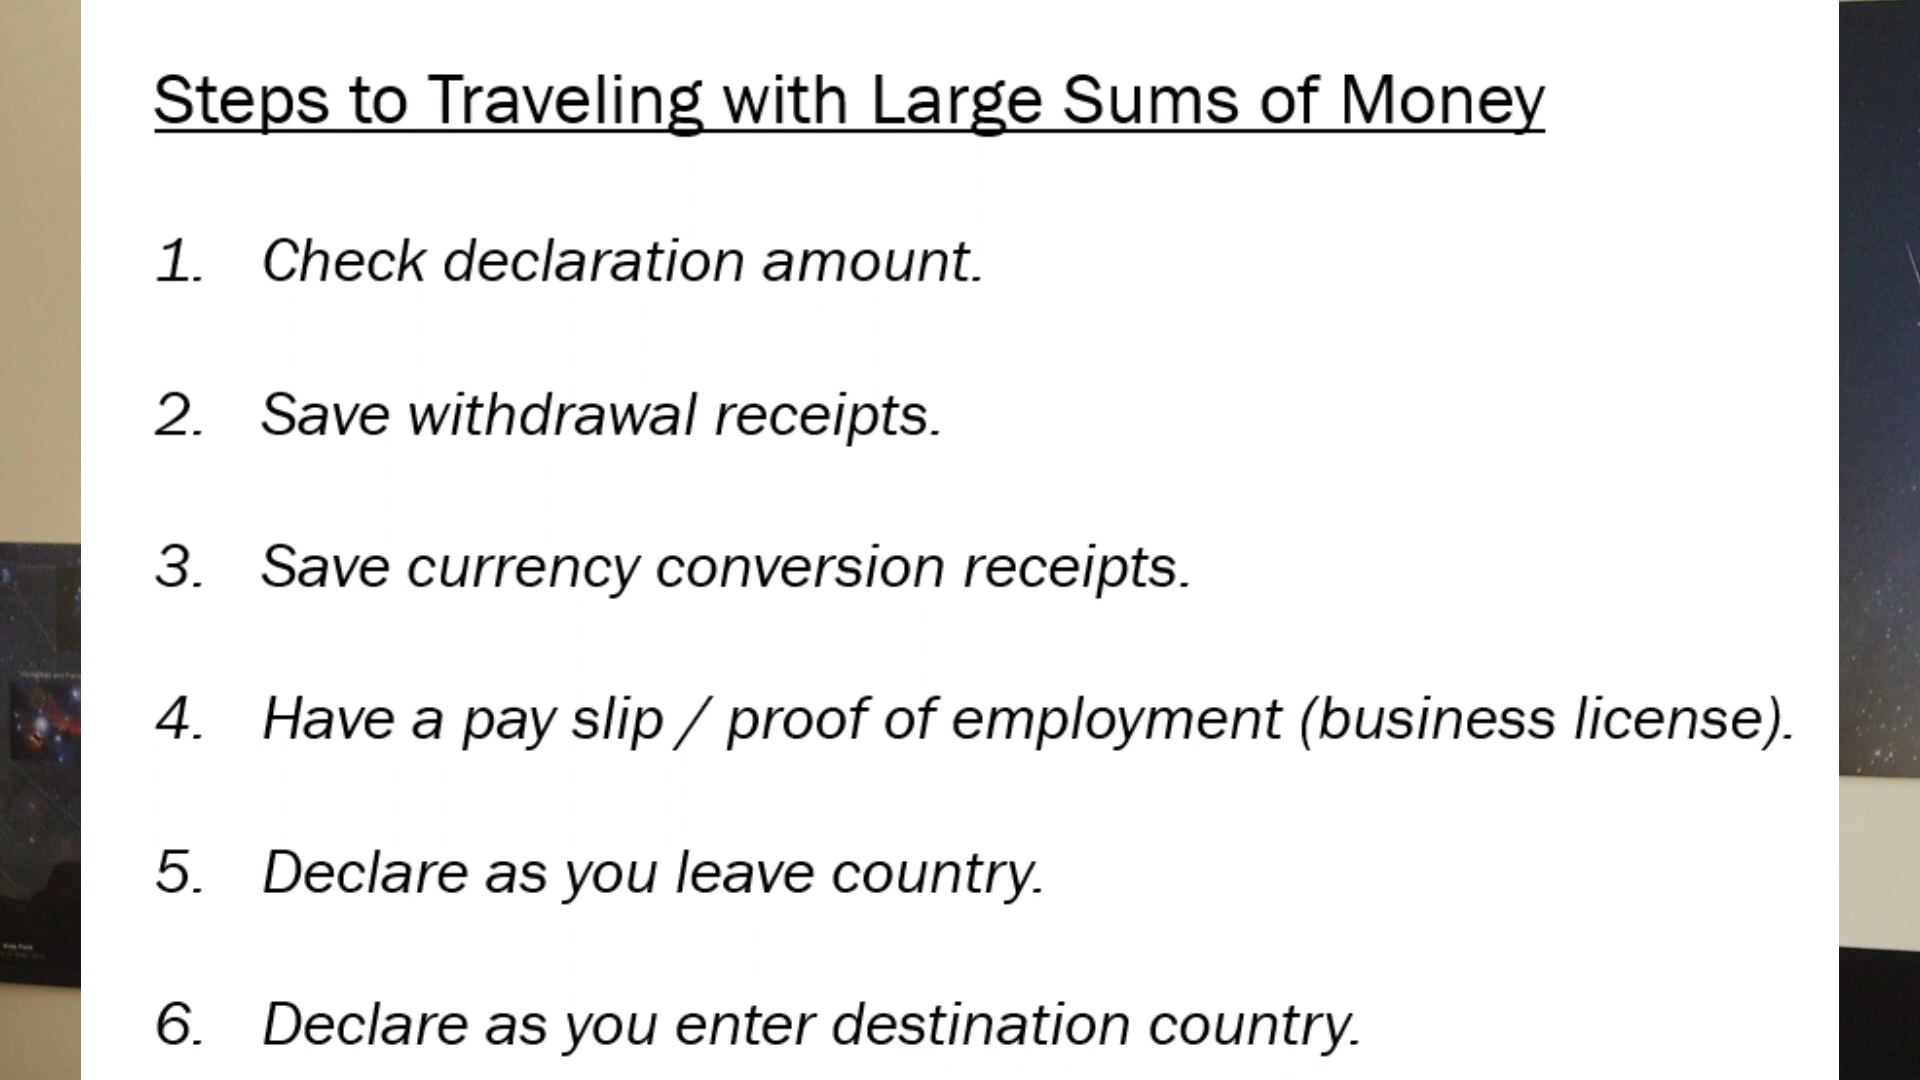 Steps to Traveling with Large Sums of Money
1. Check declaration amount.
2. Save withdrawal receipts.
3. Save currency conversion receipts.
4. Have a pay slip / proof of employment (business license).
5. Declare as you leave country.
6. Declare as you enter destination country.